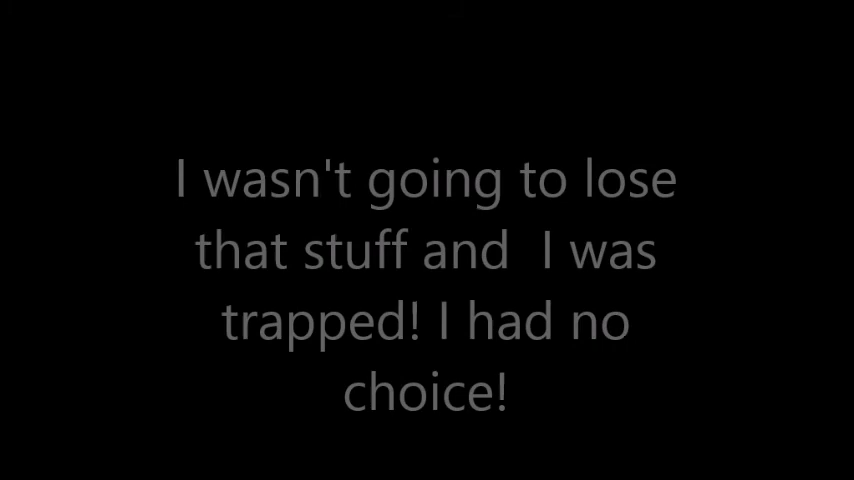 I wasn't going to lose
that stuff and  I was
trapped! I had no
choice!